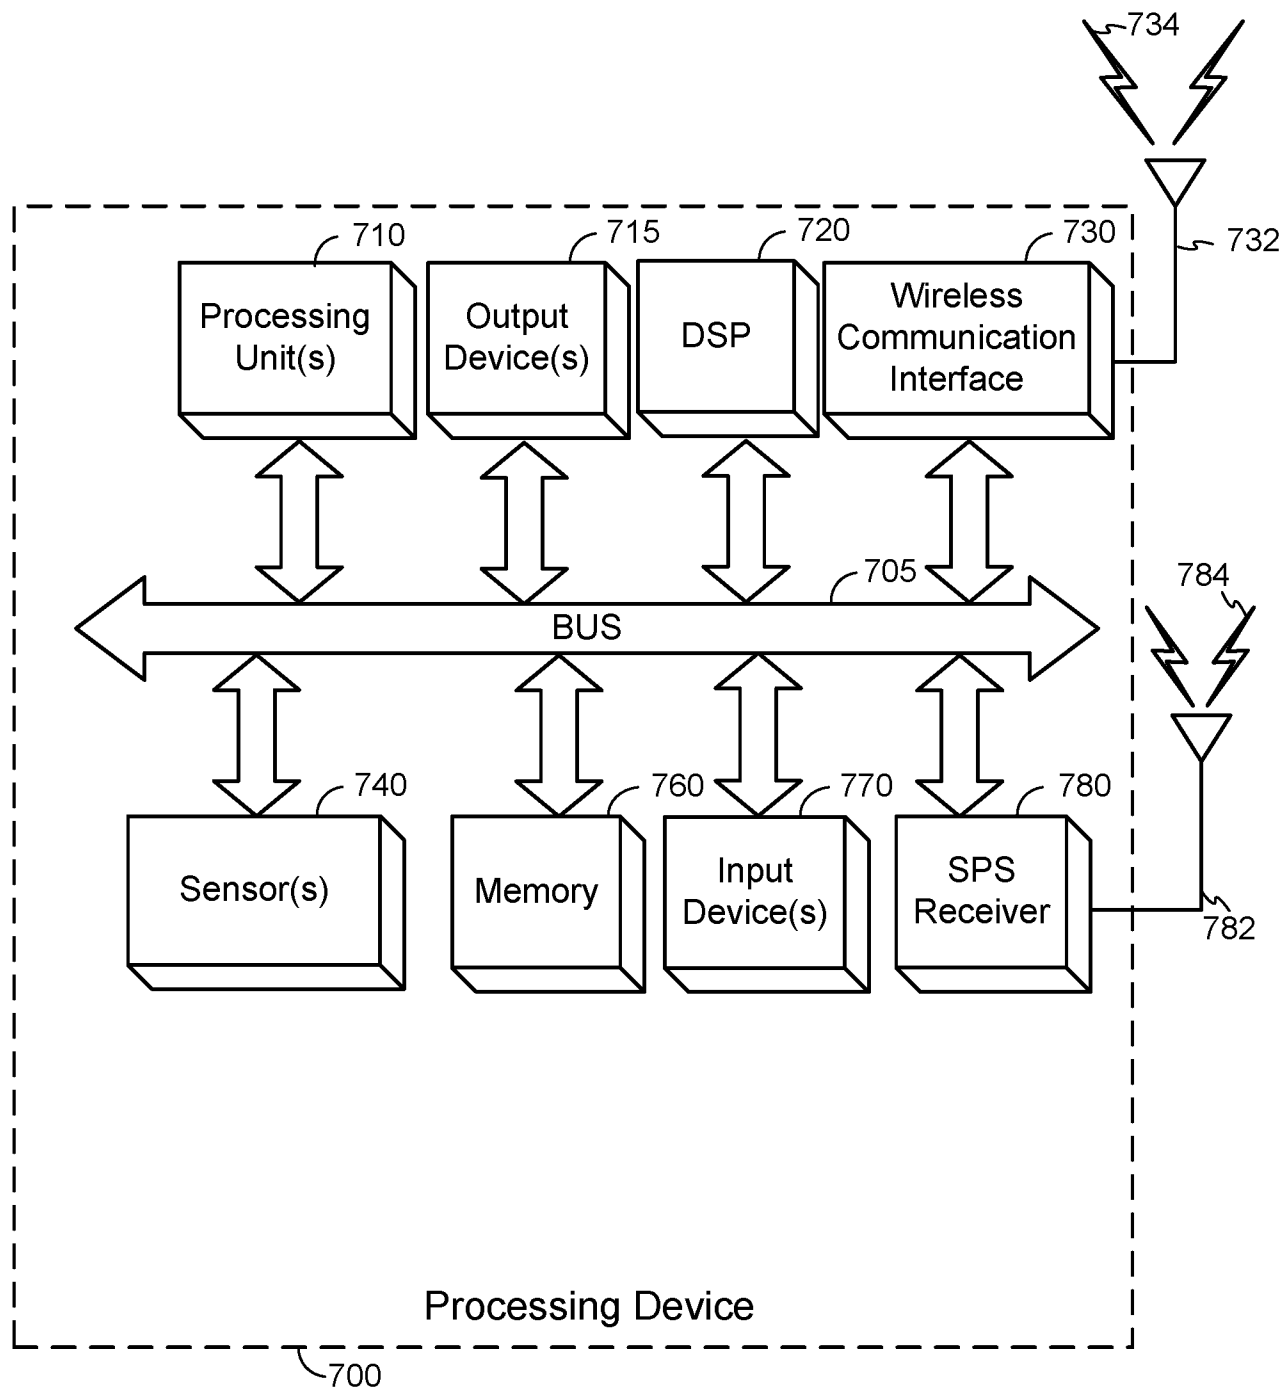 734
710
715
720
730
732
Processing
Unit(s)
Output
Device(s)
DSP
Wireless
Communication
Interface
705
BUS
784
740
760
770
780
Sensor(s)
Memory
Input
Device(s)
SPS
Receiver
782
Processing Device
700